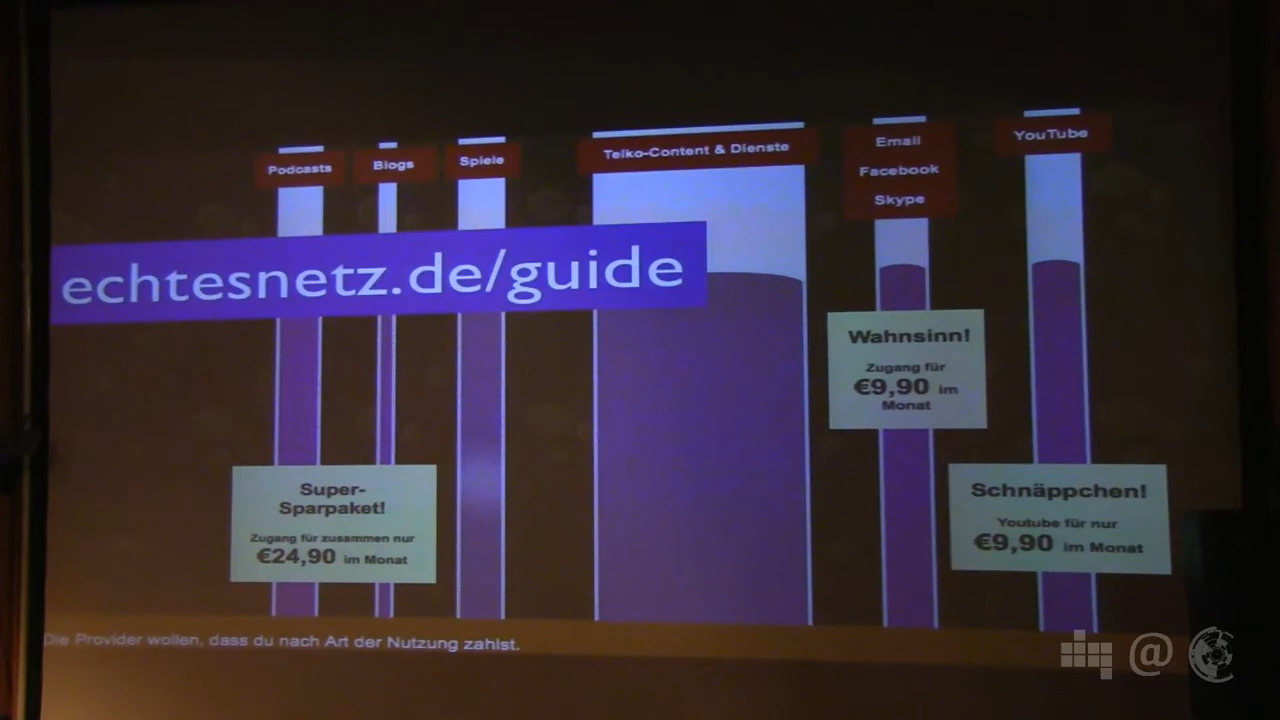 Podcasts
Blogs
Spiele
Telko-Content & Dienste
Email
Facebook
Skype
YouTube
echtesnetz.de/guide
Wahnsinn!
Zugang für
€9,90 im
Monat
Super-
Sparpaket!
Zugang für zusammen nur
€24,90 im Monat
Schnäppchen!
Youtube für nur
€9,90 im Monat
Die Provider wollen, dass du nach Art der Nutzung zahlst.
@